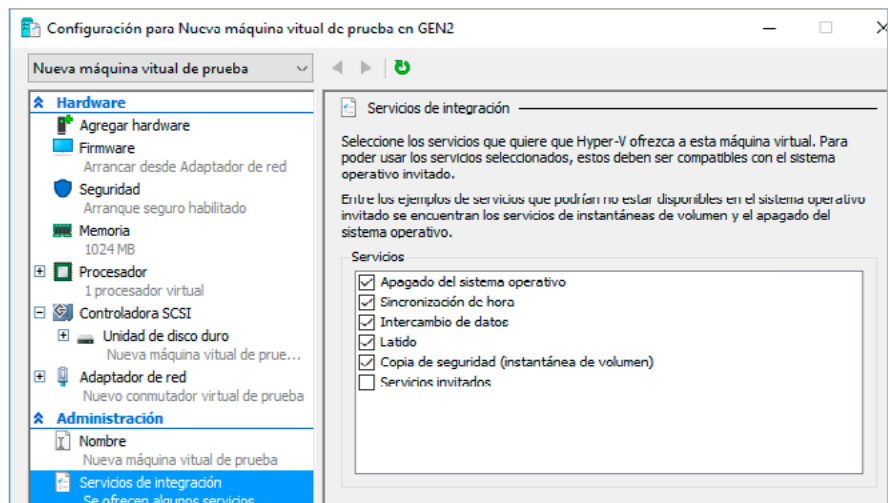 Configuración para Nueva máquina vitual de prueba en GEN2
Nueva máquina vitual de prueba
Hardware
Agregar hardware
Firmware
Arrancar desde Adaptador de red
Seguridad
Arranque seguro habilitado
Memoria
1024 MB
Procesador
1 procesador virtual
Controladora SCSI
Unidad de disco duro
Nueva máquina vitual de prue...
Adaptador de red
Nuevo conmutador virtual de prueba
Administración
Nombre
Nueva máquina vitual de prueba
Servicios de integración
Se ofrecen algunos servicios
Servicios de integración
Seleccione los servicios que quiere que Hyper-V ofrezca a esta máquina virtual. Para
poder usar los servicios seleccionados, estos deben ser compatibles con el sistema
operativo invitado.
Entre los ejemplos de servicios que podrían no estar disponibles en el sistema operativo
invitado se encuentran los servicios de instantáneas de volumen y el apagado del
sistema operativo.
Servicios
Apagado del sistema operativo
Sincronización de hora
Intercambio de datos
Latido
Copia de seguridad (instantánea de volumen)
Servicios invitados